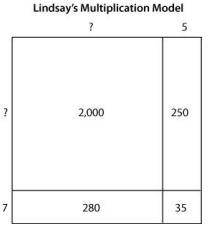 Lindsay's Multiplication Model
? 5
? 2,000 250
7 280 35